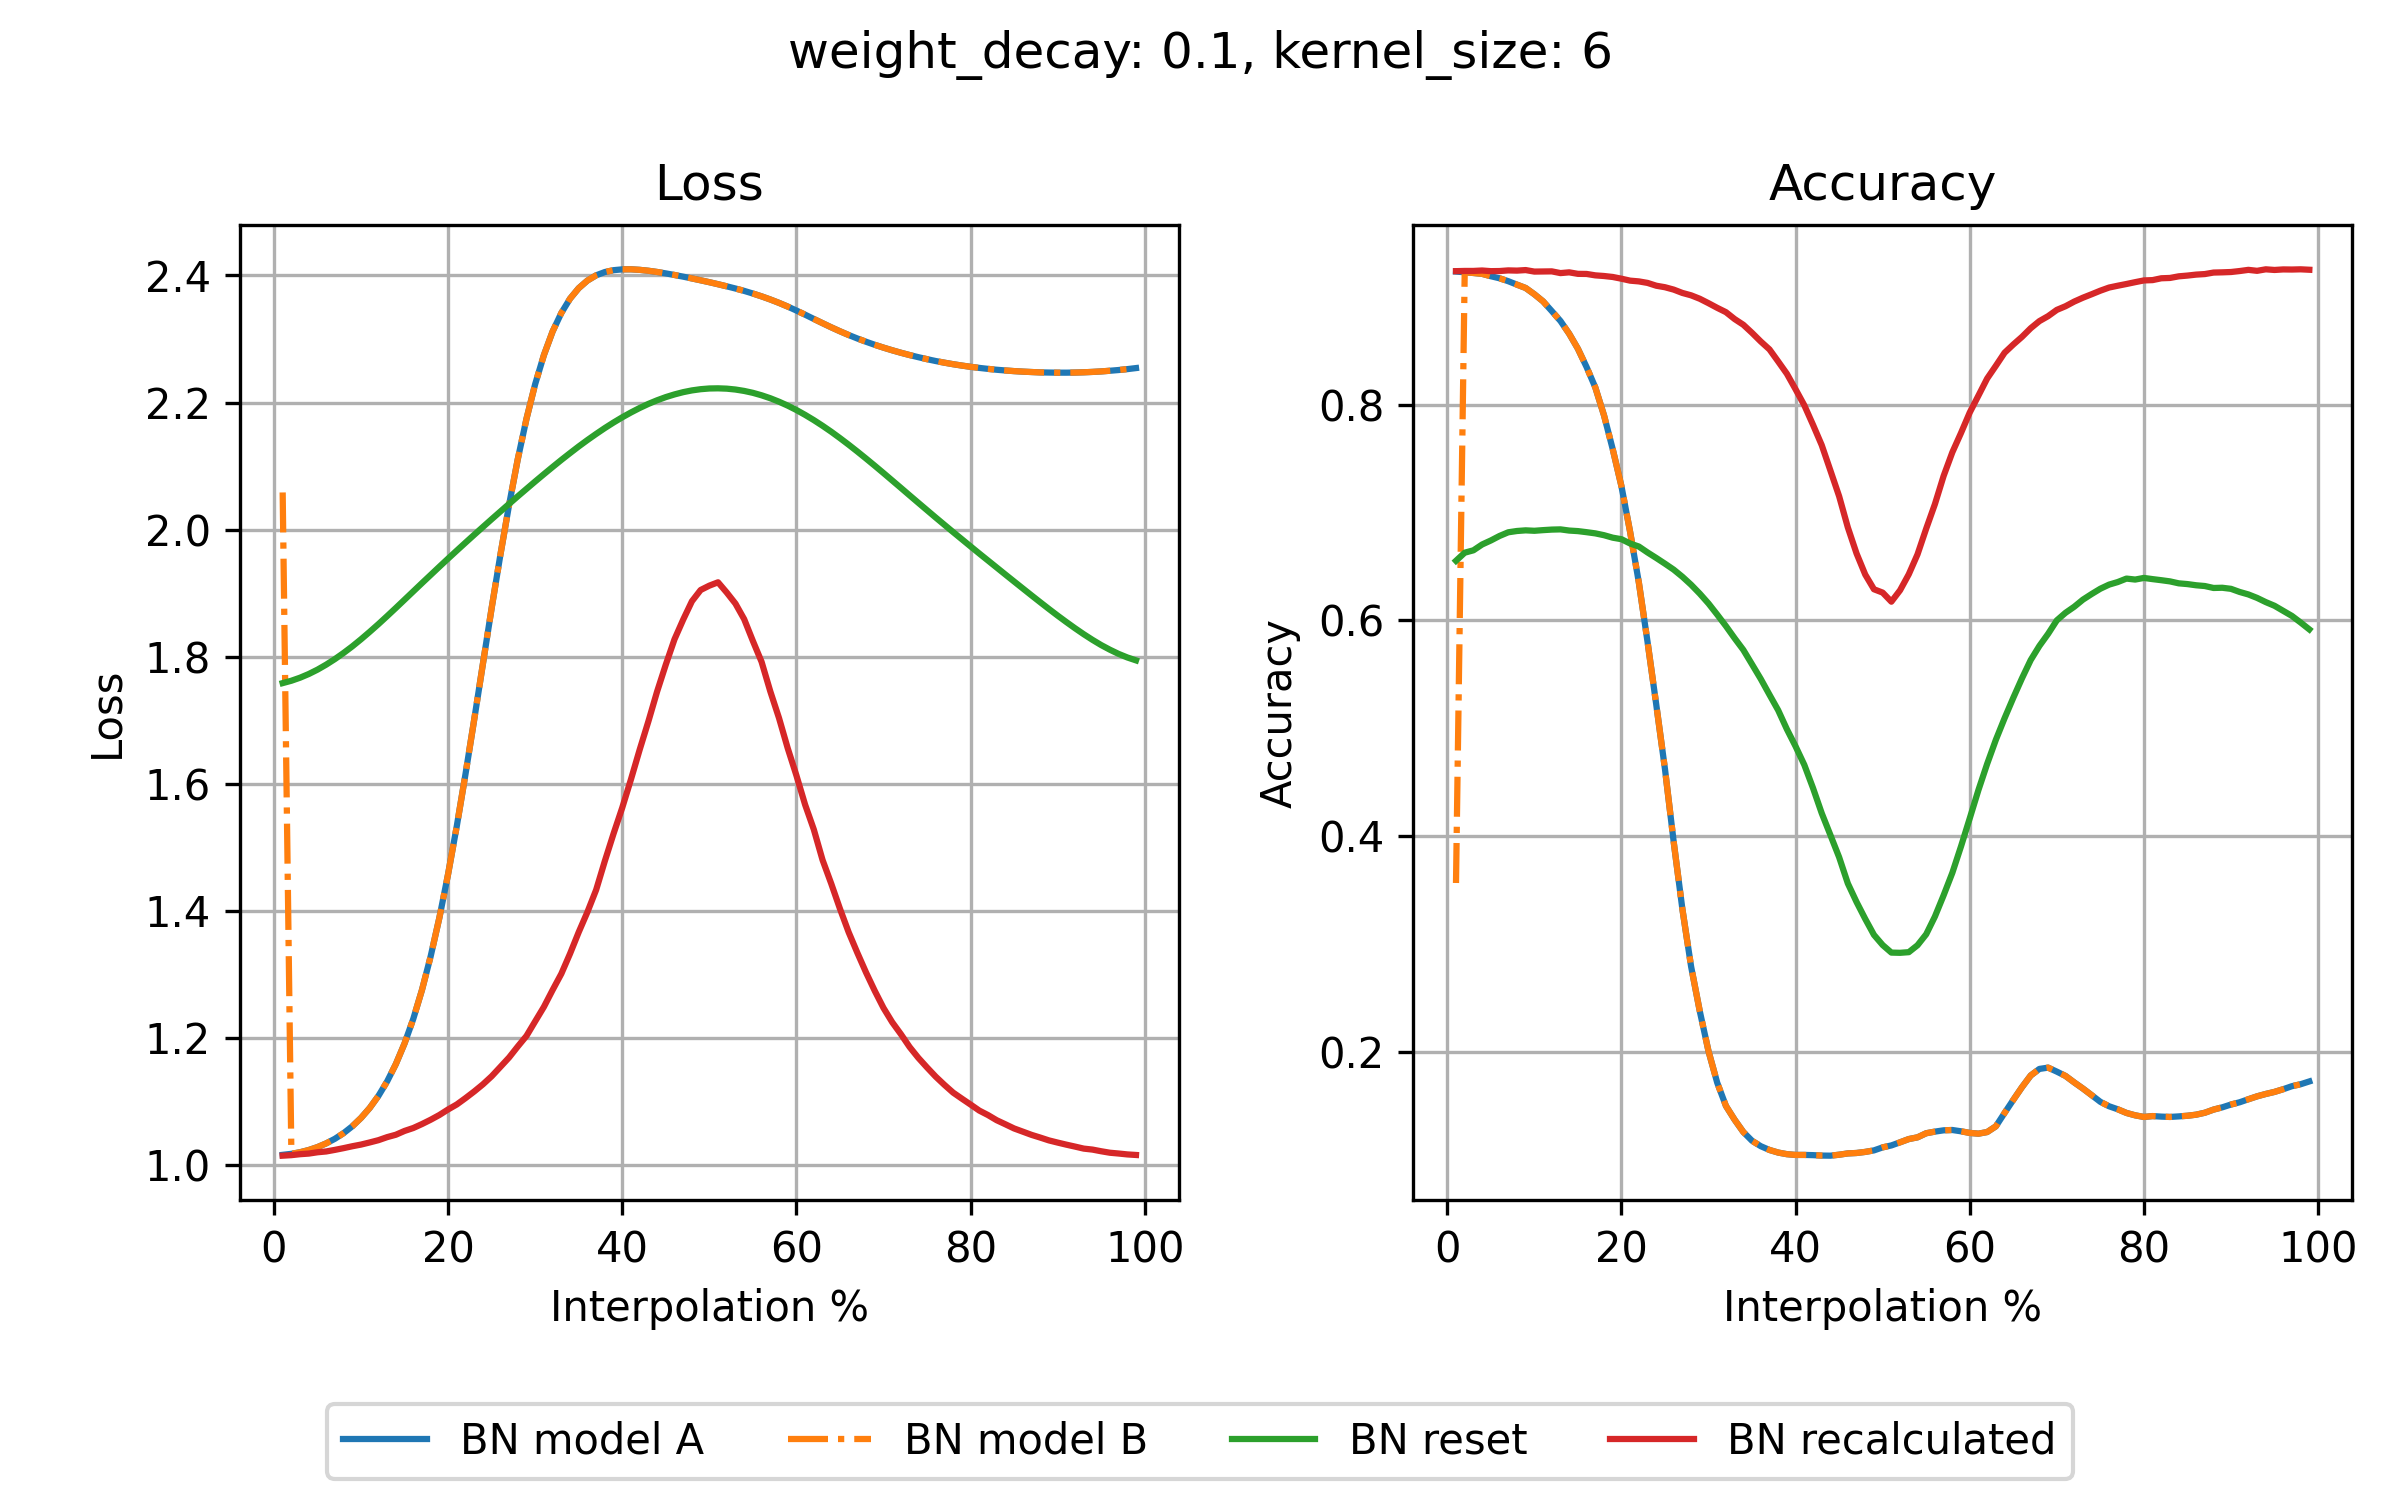 weight_decay: 0.1, kernel_size: 6
Loss
Loss
2.4
2.2
2.0
1.8
1.6
1.4
1.2
1.0
0 20 40 60 80 100
Interpolation %
Accuracy
Accuracy
0.8
0.6
0.4
0.2
0 20 40 60 80 100
Interpolation %
BN model A BN model B BN reset BN recalculated